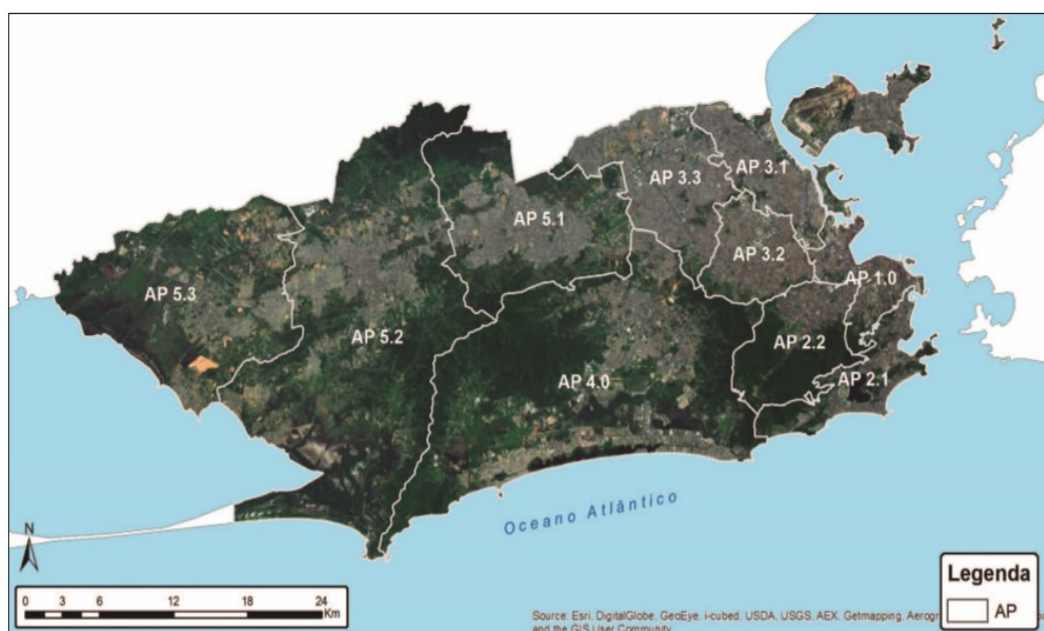 AP 3.1
AP 3.3
AP 5.1
AP 3.2
AP 1.0
AP 5.3
AP 5.2
AP 2.2
AP 4.0
AP 2.1
Oceano Atlântico
N
Legenda
AP
0 3 6 12 18 24
Km
Source: Esri, DigitalGlobe, GeoEye, i-cubed, USDA, USGS, AEX, Getmapping,
and the GIS User Community